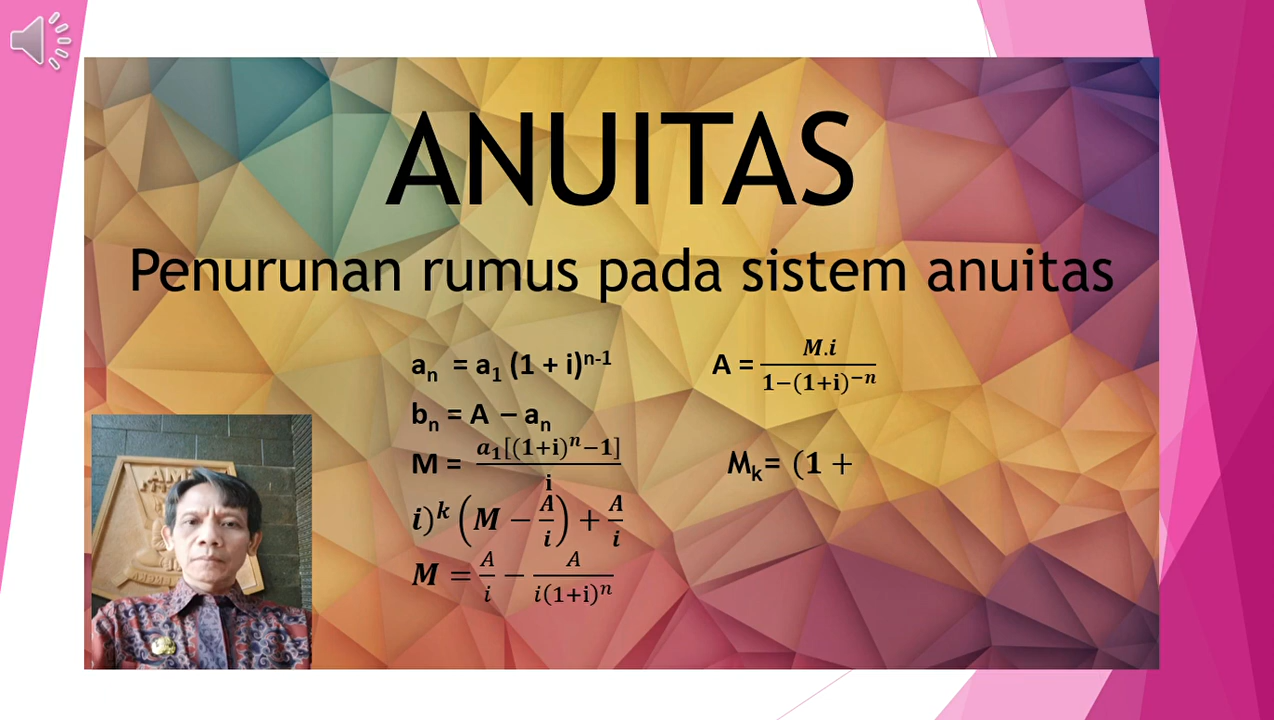 ANUITAS
Penurunan rumus pada sistem anuitas
aₙ = a₁ (1 + i)ⁿ⁻¹ A = M.i / 1−(1+i)⁻ⁿ
bₙ = A – aₙ
M = a₁[(1+i)ⁿ−1] / i Mₖ= (1 +
i)ᵏ (M − A/i) + A/i
M = A/i − A / i(1+i)ⁿ